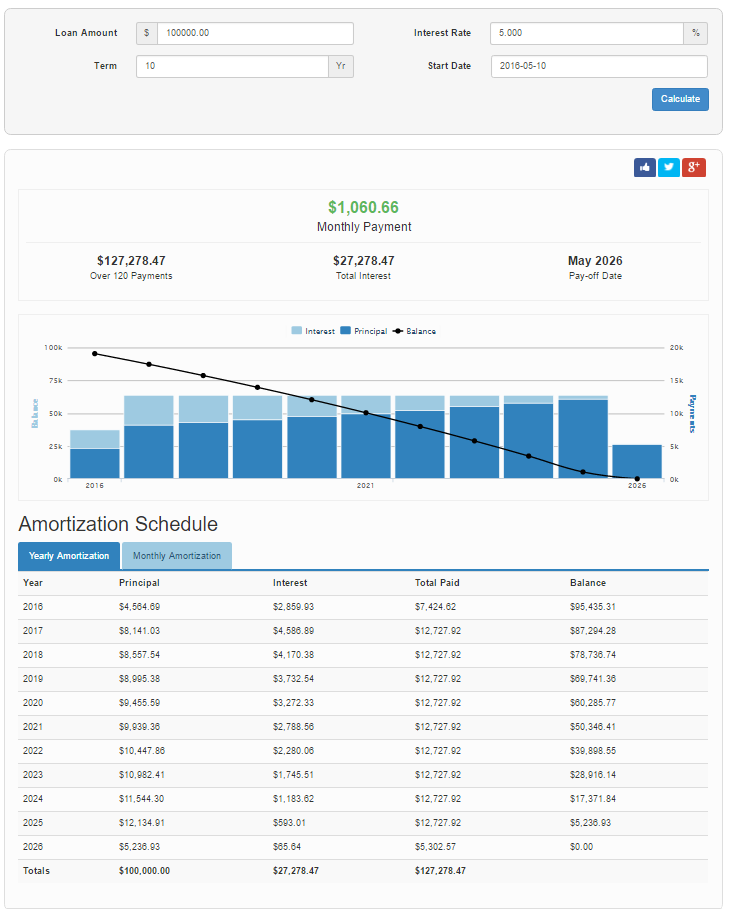 Loan Amount $ 100000.00 Interest Rate 5.000 %
Term 10 Yr Start Date 2016-05-10
Calculate
g+
$1,060.66
Monthly Payment
$127,278.47 $27,278.47 May 2026
Over 120 Payments Total Interest Pay-off Date
Interest Principal Balance
100k 20k
75k 15k
Balance 50k 10k Payments
25k 5k
0k 0k
2016 2021 2026
Amortization Schedule
Yearly Amortization Monthly Amortization
Year Principal Interest Total Paid Balance
2016 $4,564.69 $2,859.93 $7,424.62 $95,435.31
2017 $8,141.03 $4,586.89 $12,727.92 $87,294.28
2018 $8,557.54 $4,170.38 $12,727.92 $78,736.74
2019 $8,995.38 $3,732.54 $12,727.92 $69,741.36
2020 $9,455.59 $3,272.33 $12,727.92 $60,285.77
2021 $9,939.36 $2,788.56 $12,727.92 $50,346.41
2022 $10,447.86 $2,280.06 $12,727.92 $39,898.55
2023 $10,982.41 $1,745.51 $12,727.92 $28,916.14
2024 $11,544.30 $1,183.62 $12,727.92 $17,371.84
2025 $12,134.91 $593.01 $12,727.92 $5,236.93
2026 $5,236.93 $65.64 $5,302.57 $0.00
Totals $100,000.00 $27,278.47 $127,278.47